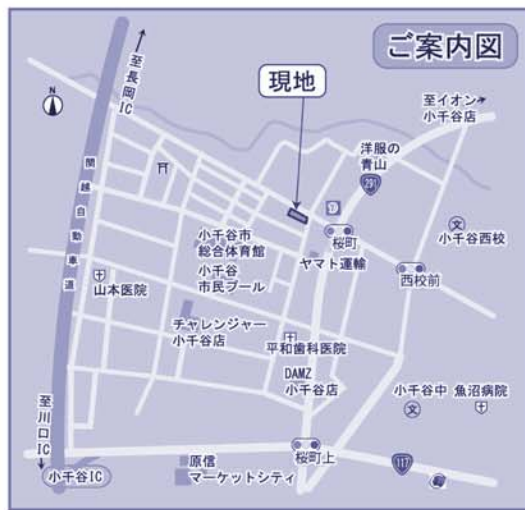 ご案内図
至長岡IC
N
現地
至イオン
小千谷店
洋服の
青山
291
関越自動車道
小千谷市
総合体育館
桜町
文
小千谷西校
小千谷
市民プール
ヤマト運輸
西校前
山本医院
チャレンジャー
小千谷店
平和歯科医院
DAMZ
小千谷店
小千谷中
文
魚沼病院
至川口IC
桜町上
小千谷IC
原信
マーケットシティ
117